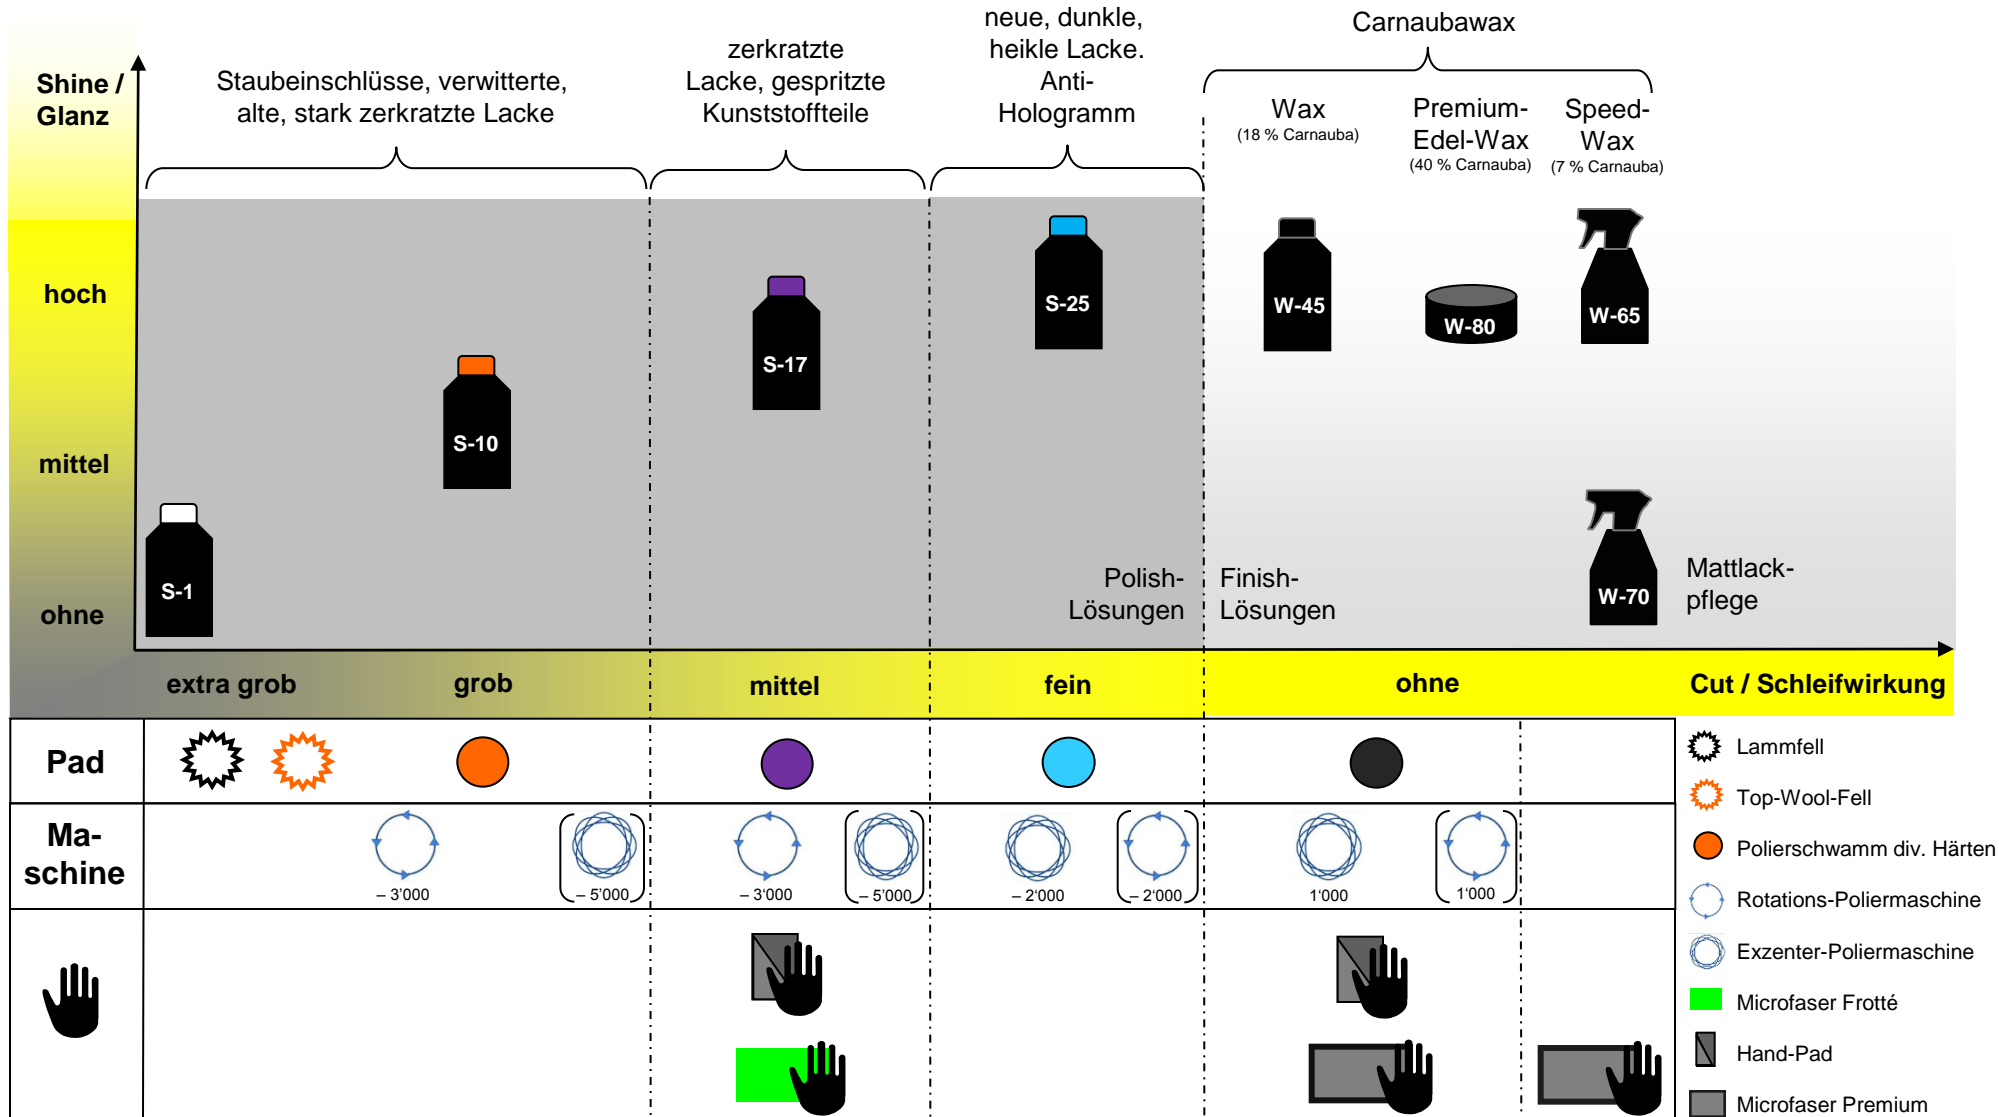 Shine /
Glanz
Staubeinschlüsse, verwitterte,
alte, stark zerkratzte Lacke
zerkratzte
Lacke, gespritzte
Kunststoffteile
neue, dunkle,
heikle Lacke.
Anti-
Hologramm
Carnaubawax
Wax
(18 % Carnauba)
Premium-
Edel-Wax
(40 % Carnauba)
Speed-
Wax
(7 % Carnauba)
hoch
mittel
ohne
S-1
S-10
S-17
S-25
W-45
W-80
W-65
W-70
Polish-
Lösungen
Finish-
Lösungen
Mattlack-
pflege
extra grob
grob
mittel
fein
ohne
Cut / Schleifwirkung
Pad
Ma-
schine
– 3’000
– 5’000
– 3’000
– 5’000
– 2‘000
– 2‘000
1‘000
1‘000
Lammfell
Top-Wool-Fell
Polierschwamm div. Härten
Rotations-Poliermaschine
Exzenter-Poliermaschine
Microfaser Frotté
Hand-Pad
Microfaser Premium